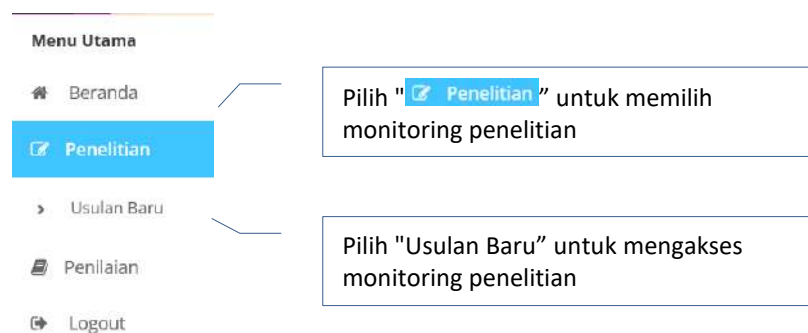 Menu Utama
Beranda
Penelitian
Usulan Baru
Penilaian
Logout
Pilih "Penelitian” untuk memilih
monitoring penelitian
Pilih "Usulan Baru” untuk mengakses
monitoring penelitian